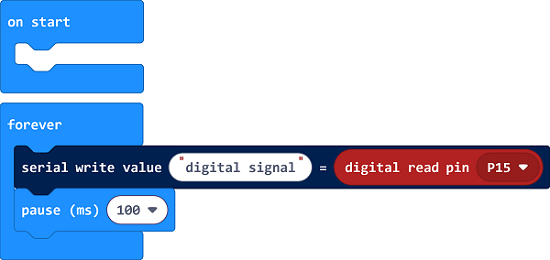 on start
forever
serial write value "digital signal" = digital read pin P15
pause (ms) 100